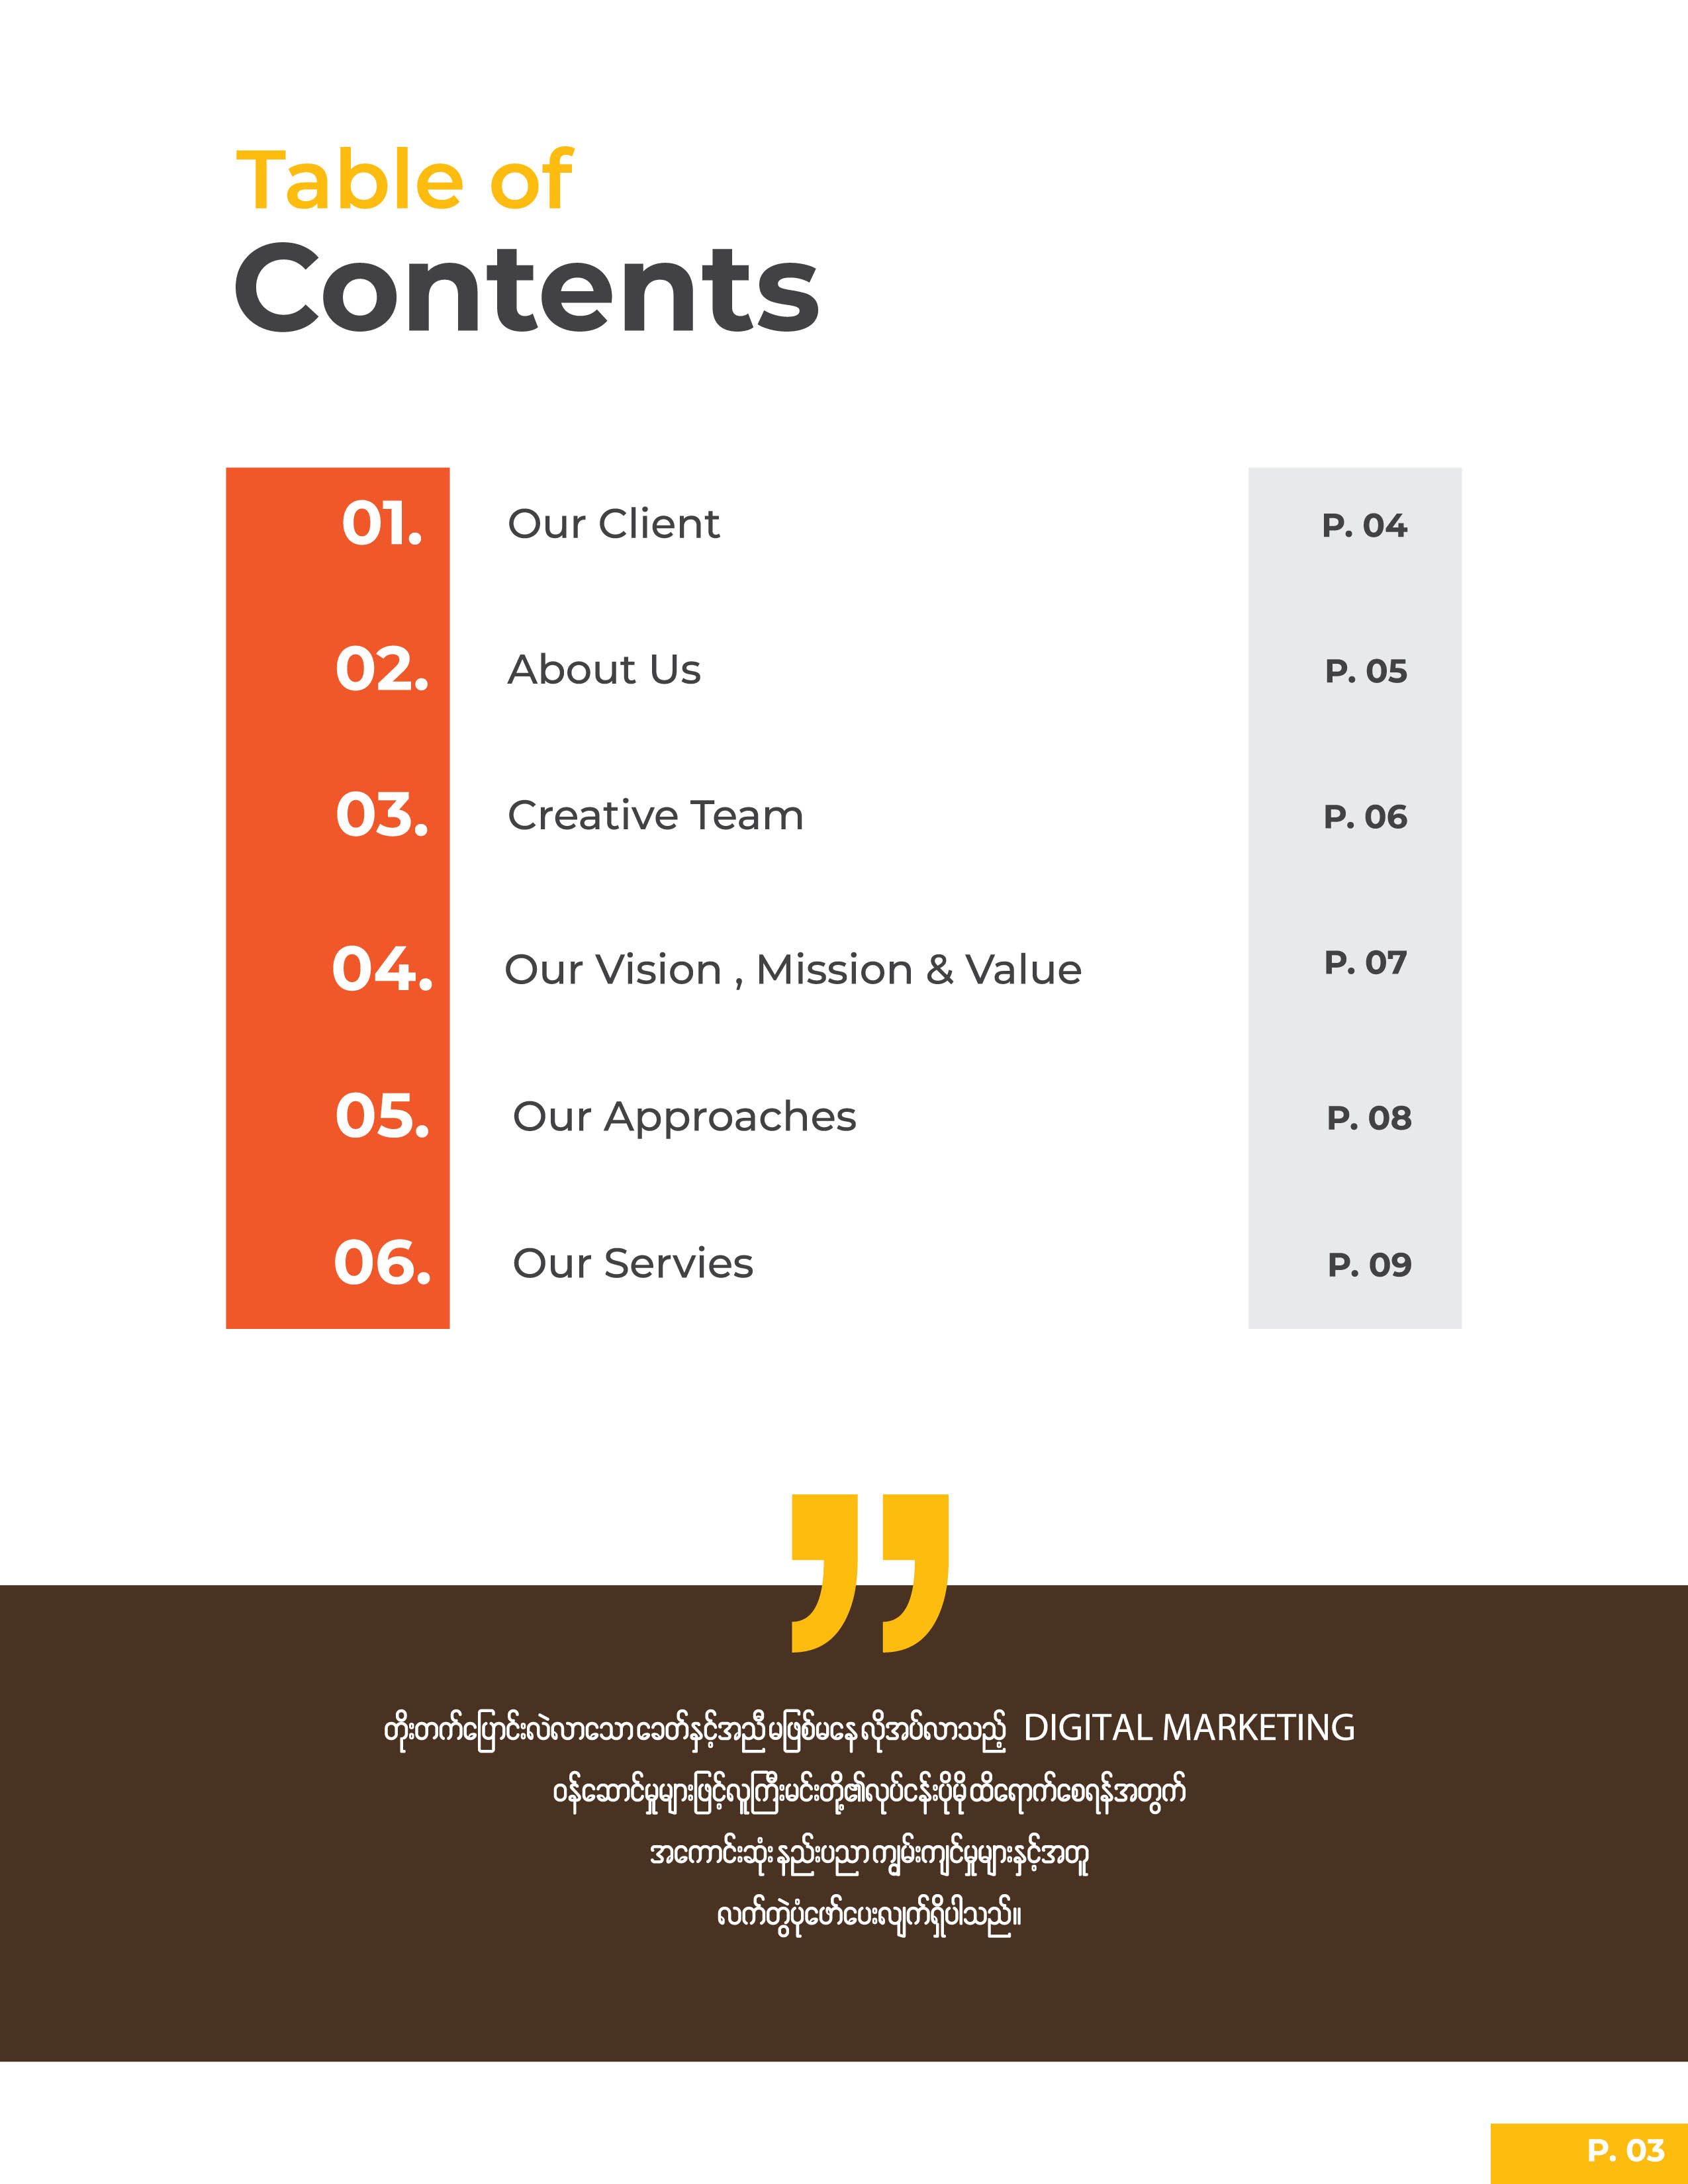 Table of
Contents
01. Our Client P. 04
02. About Us P. 05
03. Creative Team P. 06
04. Our Vision , Mission & Value P. 07
05. Our Approaches P. 08
06. Our Servies P. 09
”
တိုးတက်ပြောင်းလဲလာသော ခေတ်နှင့်အညီ မဖြစ်မနေ လိုအပ်လာသည့် DIGITAL MARKETING
ဝန်ဆောင်မှုများဖြင့်လူကြီးမင်းတို့၏လုပ်ငန်းပိုမို ထိရောက်စေရန်အတွက်
အကောင်းဆုံး နည်းပညာ ကျွမ်းကျင်မှုများနှင့်အတူ
လက်တွဲပုံဖော်ပေးလျက်ရှိပါသည်။
P. 03